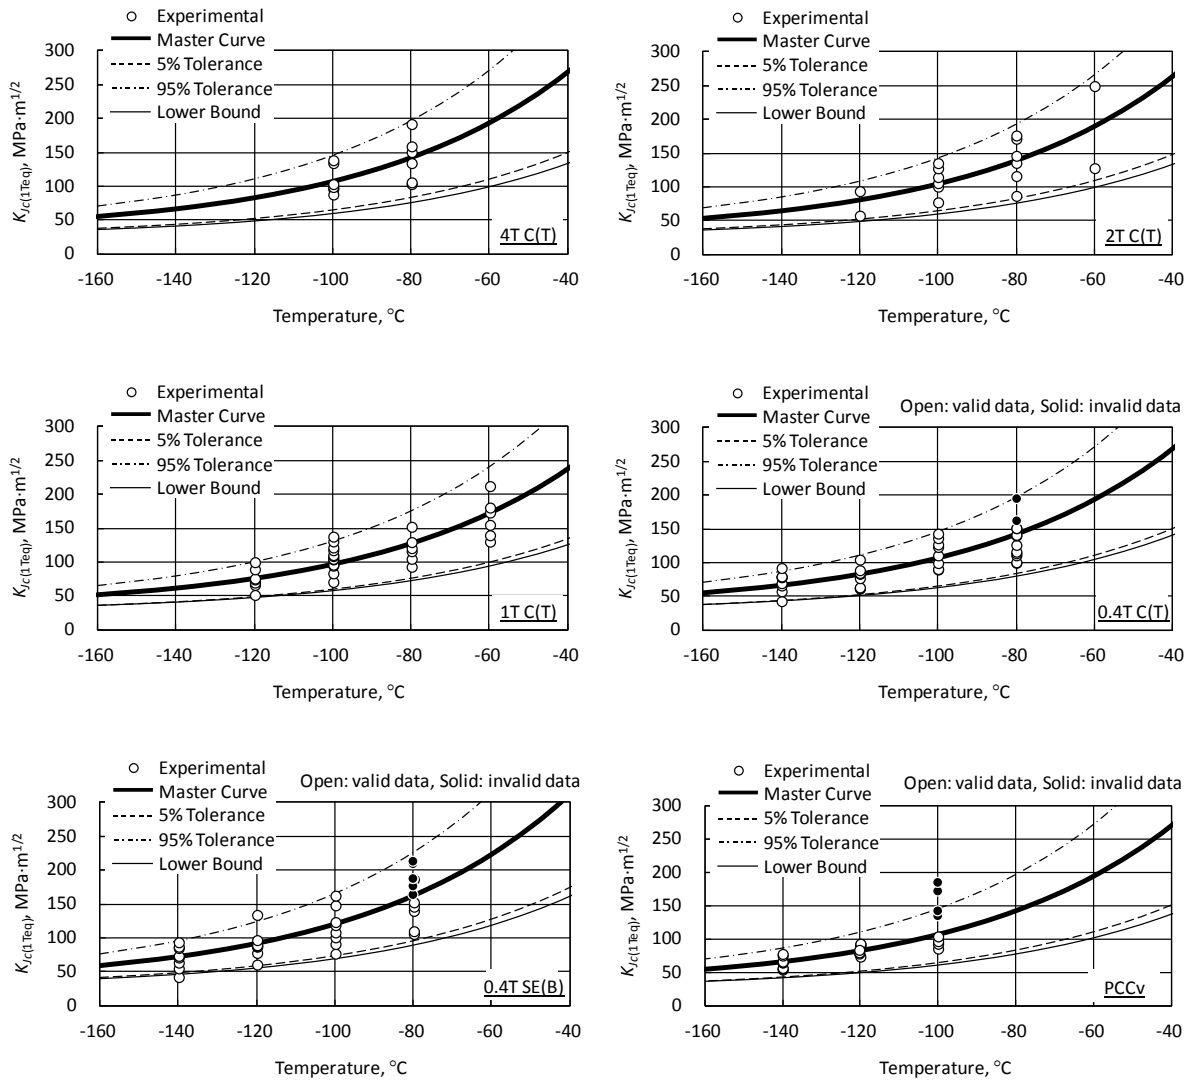 Experimental
Master Curve
5% Tolerance
95% Tolerance
Lower Bound
300
250
200
150
100
50
0
K_Jc(1Teq), MPa·m^1/2
4T C(T)
-160 -140 -120 -100 -80 -60 -40
Temperature, °C
Experimental
Master Curve
5% Tolerance
95% Tolerance
Lower Bound
300
250
200
150
100
50
0
K_Jc(1Teq), MPa·m^1/2
2T C(T)
-160 -140 -120 -100 -80 -60 -40
Temperature, °C
Experimental
Master Curve
5% Tolerance
95% Tolerance
Lower Bound
300
250
200
150
100
50
0
K_Jc(1Teq), MPa·m^1/2
1T C(T)
-160 -140 -120 -100 -80 -60 -40
Temperature, °C
Experimental
Master Curve
5% Tolerance
95% Tolerance
Lower Bound
Open: valid data, Solid: invalid data
300
250
200
150
100
50
0
K_Jc(1Teq), MPa·m^1/2
0.4T C(T)
-160 -140 -120 -100 -80 -60 -40
Temperature, °C
Experimental
Master Curve
5% Tolerance
95% Tolerance
Lower Bound
Open: valid data, Solid: invalid data
300
250
200
150
100
50
0
K_Jc(1Teq), MPa·m^1/2
0.4T SE(B)
-160 -140 -120 -100 -80 -60 -40
Temperature, °C
Experimental
Master Curve
5% Tolerance
95% Tolerance
Lower Bound
Open: valid data, Solid: invalid data
300
250
200
150
100
50
0
K_Jc(1Teq), MPa·m^1/2
PCCv
-160 -140 -120 -100 -80 -60 -40
Temperature, °C